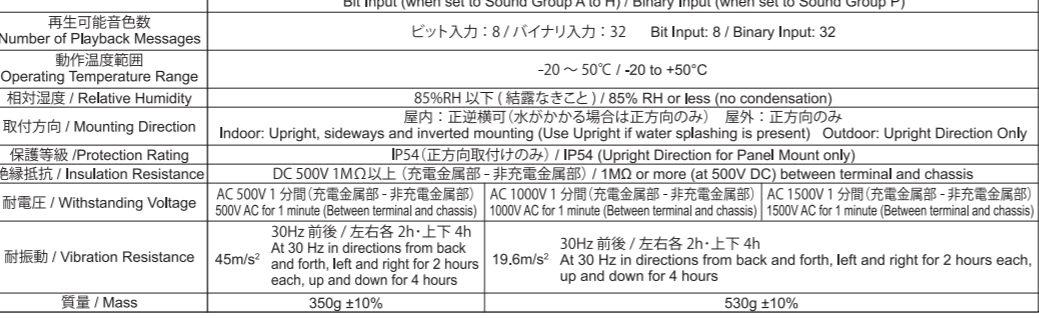 Bit Input (when set to Sound Group A to H) / Binary Input (when set to Sound Group P)
再生可能音色数
Number of Playback Messages
ビット入力：8 / バイナリ入力：32 Bit Input: 8 / Binary Input: 32
動作温度範囲
Operating Temperature Range
-20 ～ 50℃ / -20 to +50°C
相対湿度 / Relative Humidity
85%RH 以下 ( 結露なきこと ) / 85% RH or less (no condensation)
取付方向 / Mounting Direction
屋内：正逆横可（水がかかる場合は正方向のみ） 屋外：正方向のみ
Indoor: Upright, sideways and inverted mounting (Use Upright if water splashing is present) Outdoor: Upright Direction Only
保護等級 /Protection Rating
IP54（正方向取付けのみ） / IP54 (Upright Direction for Panel Mount only)
絶縁抵抗 / Insulation Resistance
DC 500V 1MΩ以上（充電金属部 - 非充電金属部） / 1MΩ or more (at 500V DC) between terminal and chassis
耐電圧 / Withstanding Voltage
AC 500V 1 分間（充電金属部 - 非充電金属部）
500V AC for 1 minute (Between terminal and chassis)
AC 1000V 1 分間（充電金属部 - 非充電金属部）
1000V AC for 1 minute (Between terminal and chassis)
AC 1500V 1 分間（充電金属部 - 非充電金属部）
1500V AC for 1 minute (Between terminal and chassis)
耐振動 / Vibration Resistance
45m/s²
30Hz 前後 / 左右各 2h・上下 4h
At 30 Hz in directions from back
and forth, left and right for 2 hours
each, up and down for 4 hours
19.6m/s²
30Hz 前後 / 左右各 2h・上下 4h
At 30 Hz in directions from back and forth, left and right for 2 hours each,
up and down for 4 hours
質量 / Mass
350g ±10%
530g ±10%